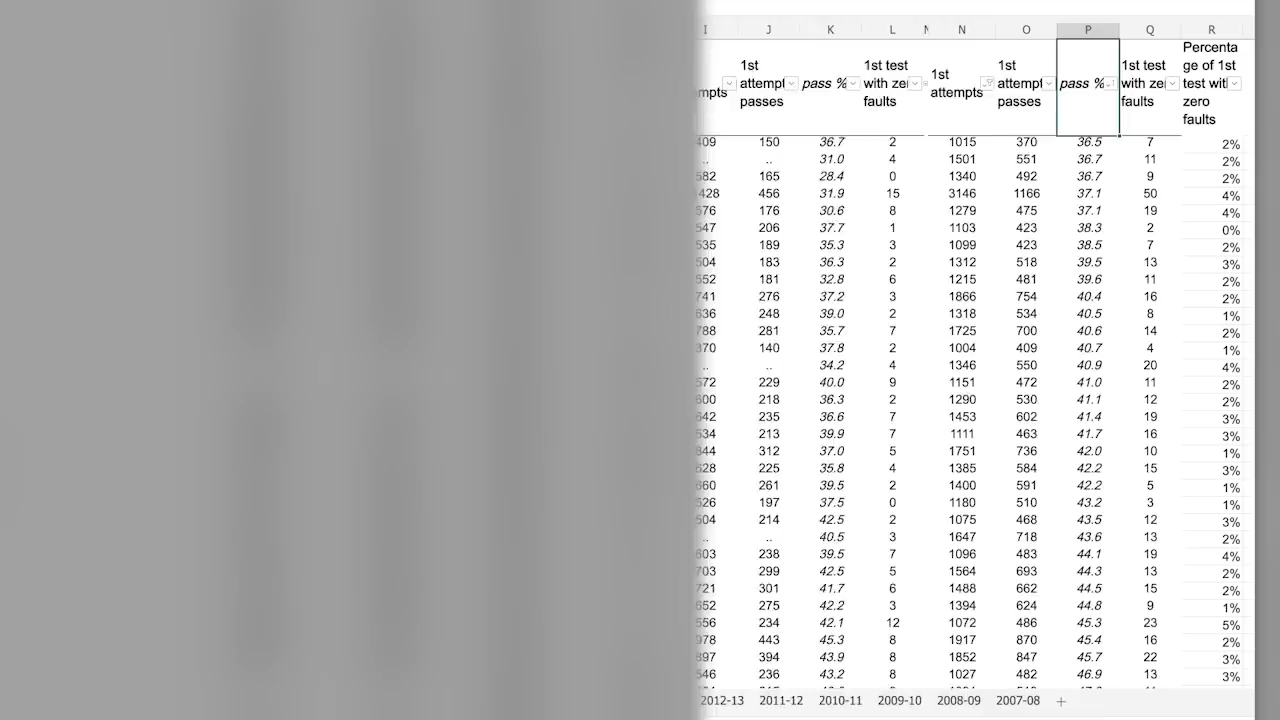 I J K L N N O P Q R
mpts 1st attempt passes pass % 1st test with ze faults 1st attempts 1st attempt passes pass % 1st test with ze faults Percenta ge of 1st test wit zero faults
409 150 36.7 2 1015 370 36.5 7 2%
.. .. 31.0 4 1501 551 36.7 11 2%
582 165 28.4 0 1340 492 36.7 9 2%
428 456 31.9 15 3146 1166 37.1 50 4%
576 176 30.6 8 1279 475 37.1 19 4%
547 206 37.7 1 1103 423 38.3 2 0%
535 189 35.3 3 1099 423 38.5 7 2%
504 183 36.3 2 1312 518 39.5 13 3%
552 181 32.8 6 1215 481 39.6 11 2%
741 276 37.2 3 1866 754 40.4 16 2%
636 248 39.0 2 1318 534 40.5 8 1%
788 281 35.7 7 1725 700 40.6 14 2%
370 140 37.8 2 1004 409 40.7 4 1%
.. .. 34.2 4 1346 550 40.9 20 4%
572 229 40.0 9 1151 472 41.0 11 2%
600 218 36.3 2 1290 530 41.1 12 2%
642 235 36.6 7 1453 602 41.4 19 3%
534 213 39.9 7 1111 463 41.7 16 3%
844 312 37.0 5 1751 736 42.0 10 1%
628 225 35.8 4 1385 584 42.2 15 3%
660 261 39.5 2 1400 591 42.2 5 1%
526 197 37.5 0 1180 510 43.2 3 1%
504 214 42.5 2 1075 468 43.5 12 3%
.. .. 40.5 3 1647 718 43.6 13 2%
603 238 39.5 7 1096 483 44.1 19 4%
703 299 42.5 5 1564 693 44.3 13 2%
721 301 41.7 6 1488 662 44.5 15 2%
652 275 42.2 3 1394 624 44.8 9 1%
556 234 42.1 12 1072 486 45.3 23 5%
978 443 45.3 8 1917 870 45.4 16 2%
897 394 43.9 8 1852 847 45.7 22 3%
546 236 43.2 8 1027 482 46.9 13 3%
2012-13 2011-12 2010-11 2009-10 2008-09 2007-08 +